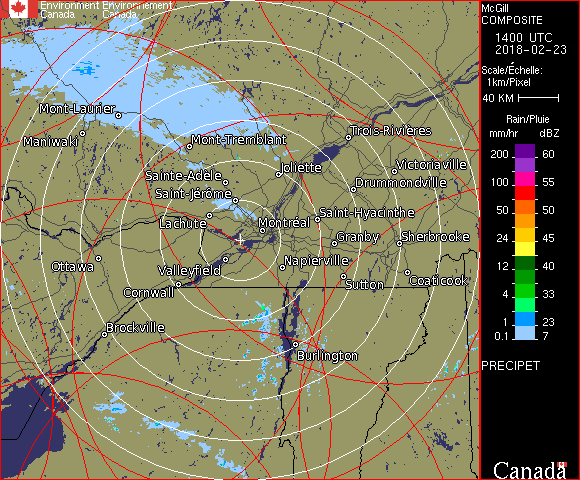 Environment Environnement
Canada Canada
McGill
COMPOSITE
1400 UTC
2018-02-23
Scale/Échelle:
1km/Pixel
40 KM
Rain/Pluie
mm/hr dBZ
200 60
100 55
50 50
24 45
12 40
4 33
1 23
0.1 7
PRECIPET
Canada
Mont-Laurier
Maniwaki
Mont-Tremblant
Trois-Rivières
Sainte-Adèle
Joliette
Victoriaville
Saint-Jérôme
Drummondville
Lachute
Montréal
Saint-Hyacinthe
Granby
Sherbrooke
Ottawa
Valleyfield
Napierville
Cornwall
Sutton
Coaticook
Brockville
Burlington